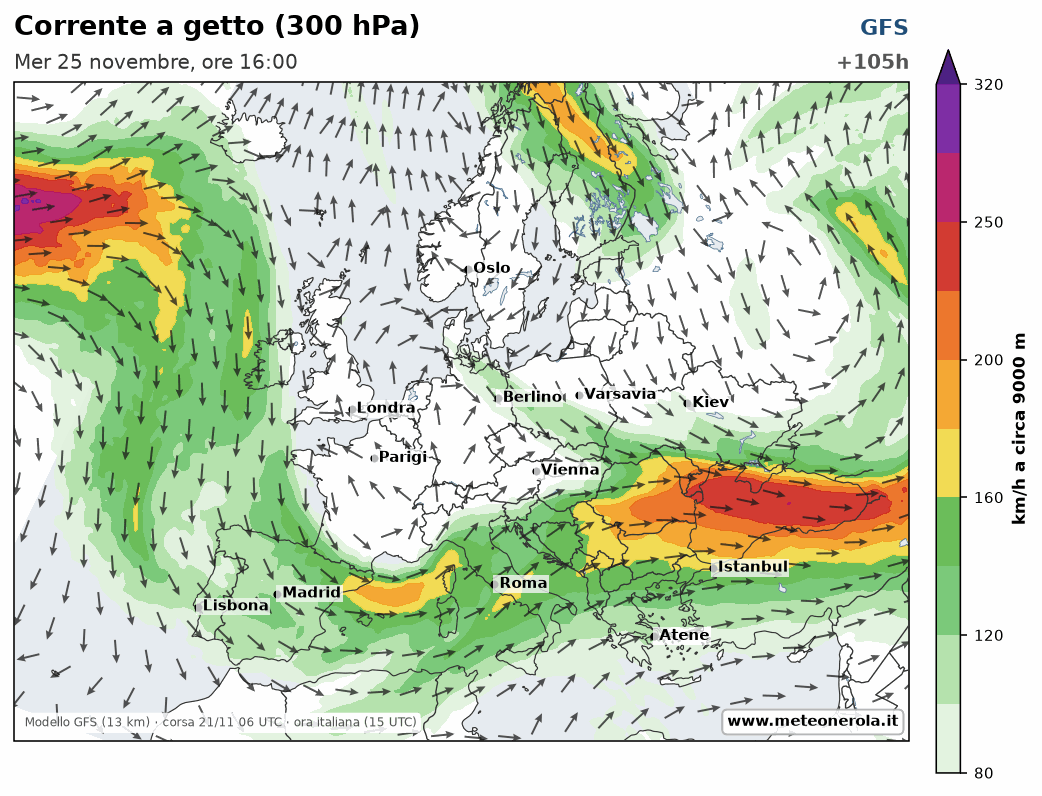 Corrente a getto (300 hPa)
GFS
Mer 25 novembre, ore 16:00
+105h
320
250
200
160
120
80
km/h a circa 9000 m
Oslo
Londra
Berlino
Varsavia
Kiev
Parigi
Vienna
Istanbul
Roma
Madrid
Lisbona
Atene
Modello GFS (13 km) · corsa 21/11 06 UTC · ora italiana (15 UTC)
www.meteonerola.it